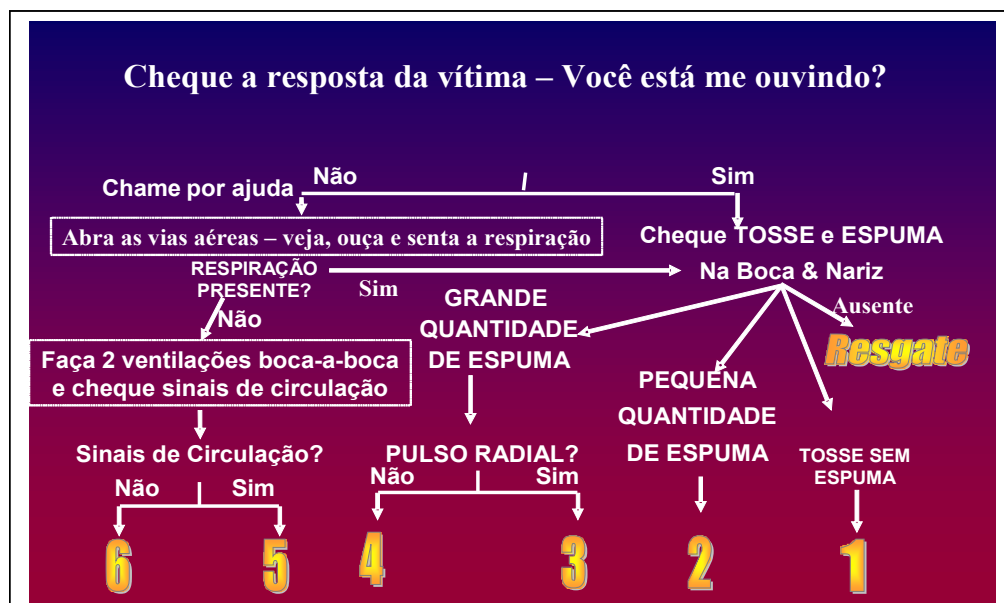 Cheque a resposta da vítima – Você está me ouvindo?
Não
/
Sim
Chame por ajuda
Abra as vias aéreas – veja, ouça e senta a respiração
Cheque TOSSE e ESPUMA
Na Boca & Nariz
RESPIRAÇÃO
PRESENTE?
Sim
Não
GRANDE
QUANTIDADE
DE ESPUMA
Ausente
Resgate
Faça 2 ventilações boca-a-boca
e cheque sinais de circulação
PEQUENA
QUANTIDADE
DE ESPUMA
TOSSE SEM
ESPUMA
Sinais de Circulação?
Não
Sim
PULSO RADIAL?
Não
Sim
6
5
4
3
2
1